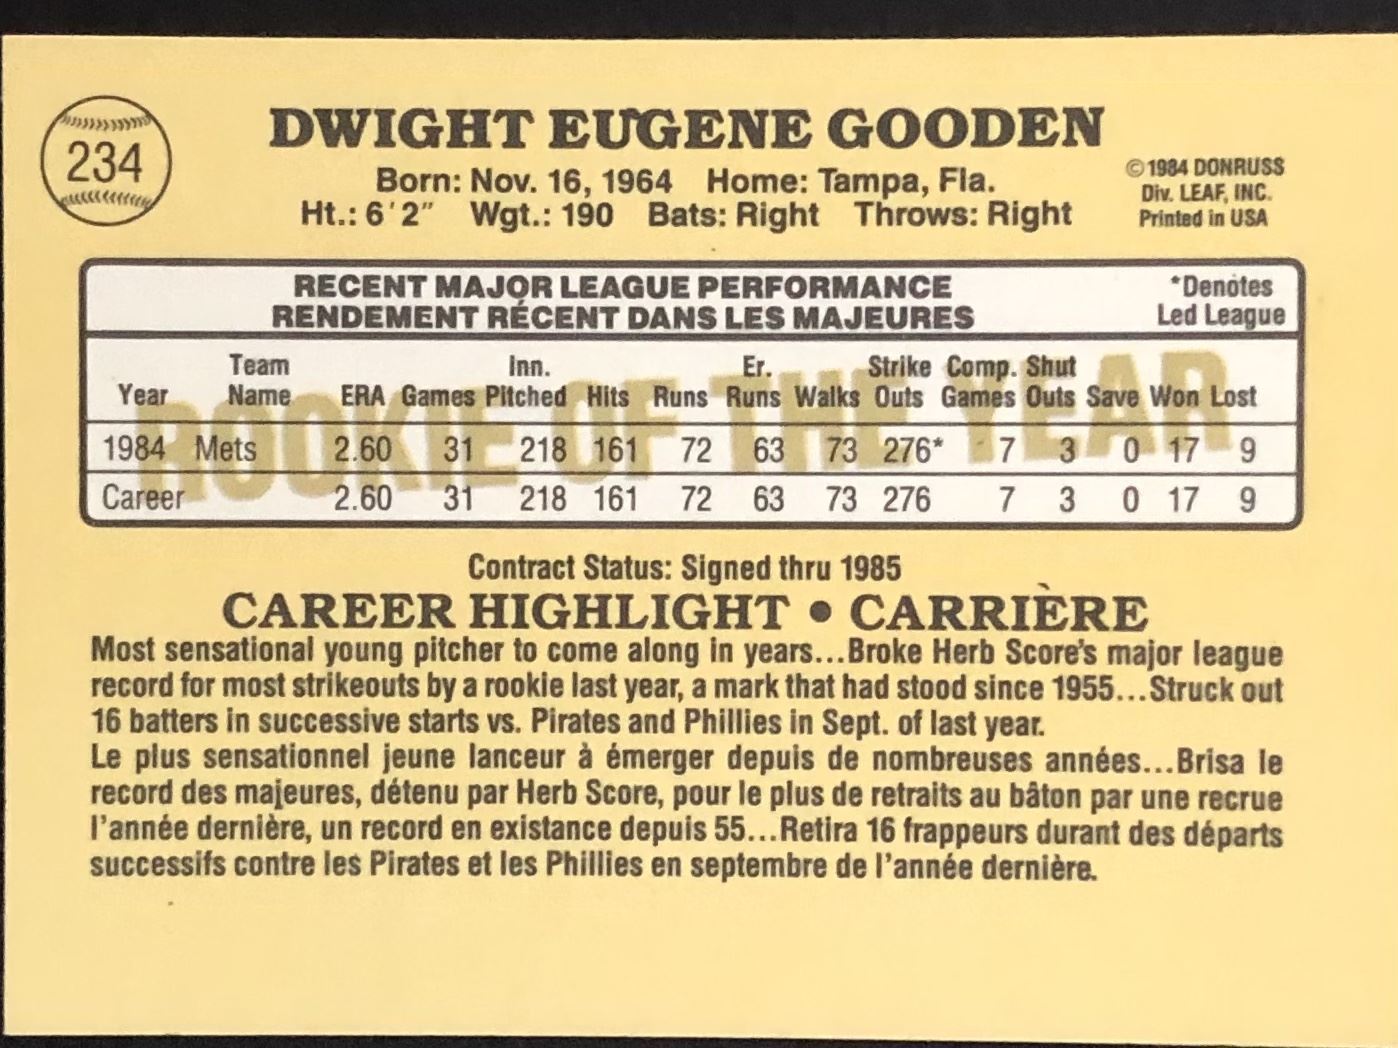 234
DWIGHT EUGENE GOODEN
Born: Nov. 16, 1964 Home: Tampa, Fla.
Ht.: 6'2" Wgt.: 190 Bats: Right Throws: Right
©1984 DONRUSS
Div. LEAF, INC.
Printed in USA
RECENT MAJOR LEAGUE PERFORMANCE
RENDEMENT RÉCENT DANS LES MAJEURES
*Denotes
Led League
ROOKIE OF THE YEAR
Team Inn. Er. Strike Comp. Shut
Year Name ERA Games Pitched Hits Runs Runs Walks Outs Games Outs Save Won Lost
1984 Mets 2.60 31 218 161 72 63 73 276* 7 3 0 17 9
Career 2.60 31 218 161 72 63 73 276 7 3 0 17 9
Contract Status: Signed thru 1985
CAREER HIGHLIGHT • CARRIÈRE
Most sensational young pitcher to come along in years...Broke Herb Score's major league
record for most strikeouts by a rookie last year, a mark that had stood since 1955...Struck out
16 batters in successive starts vs. Pirates and Phillies in Sept. of last year.
Le plus sensationnel jeune lanceur à émerger depuis de nombreuses années...Brisa le
record des majeures, détenu par Herb Score, pour le plus de retraits au bâton par une recrue
l'année dernière, un record en existance depuis 55...Retira 16 frappeurs durant des départs
successifs contre les Pirates et les Phillies en septembre de l'année dernière.